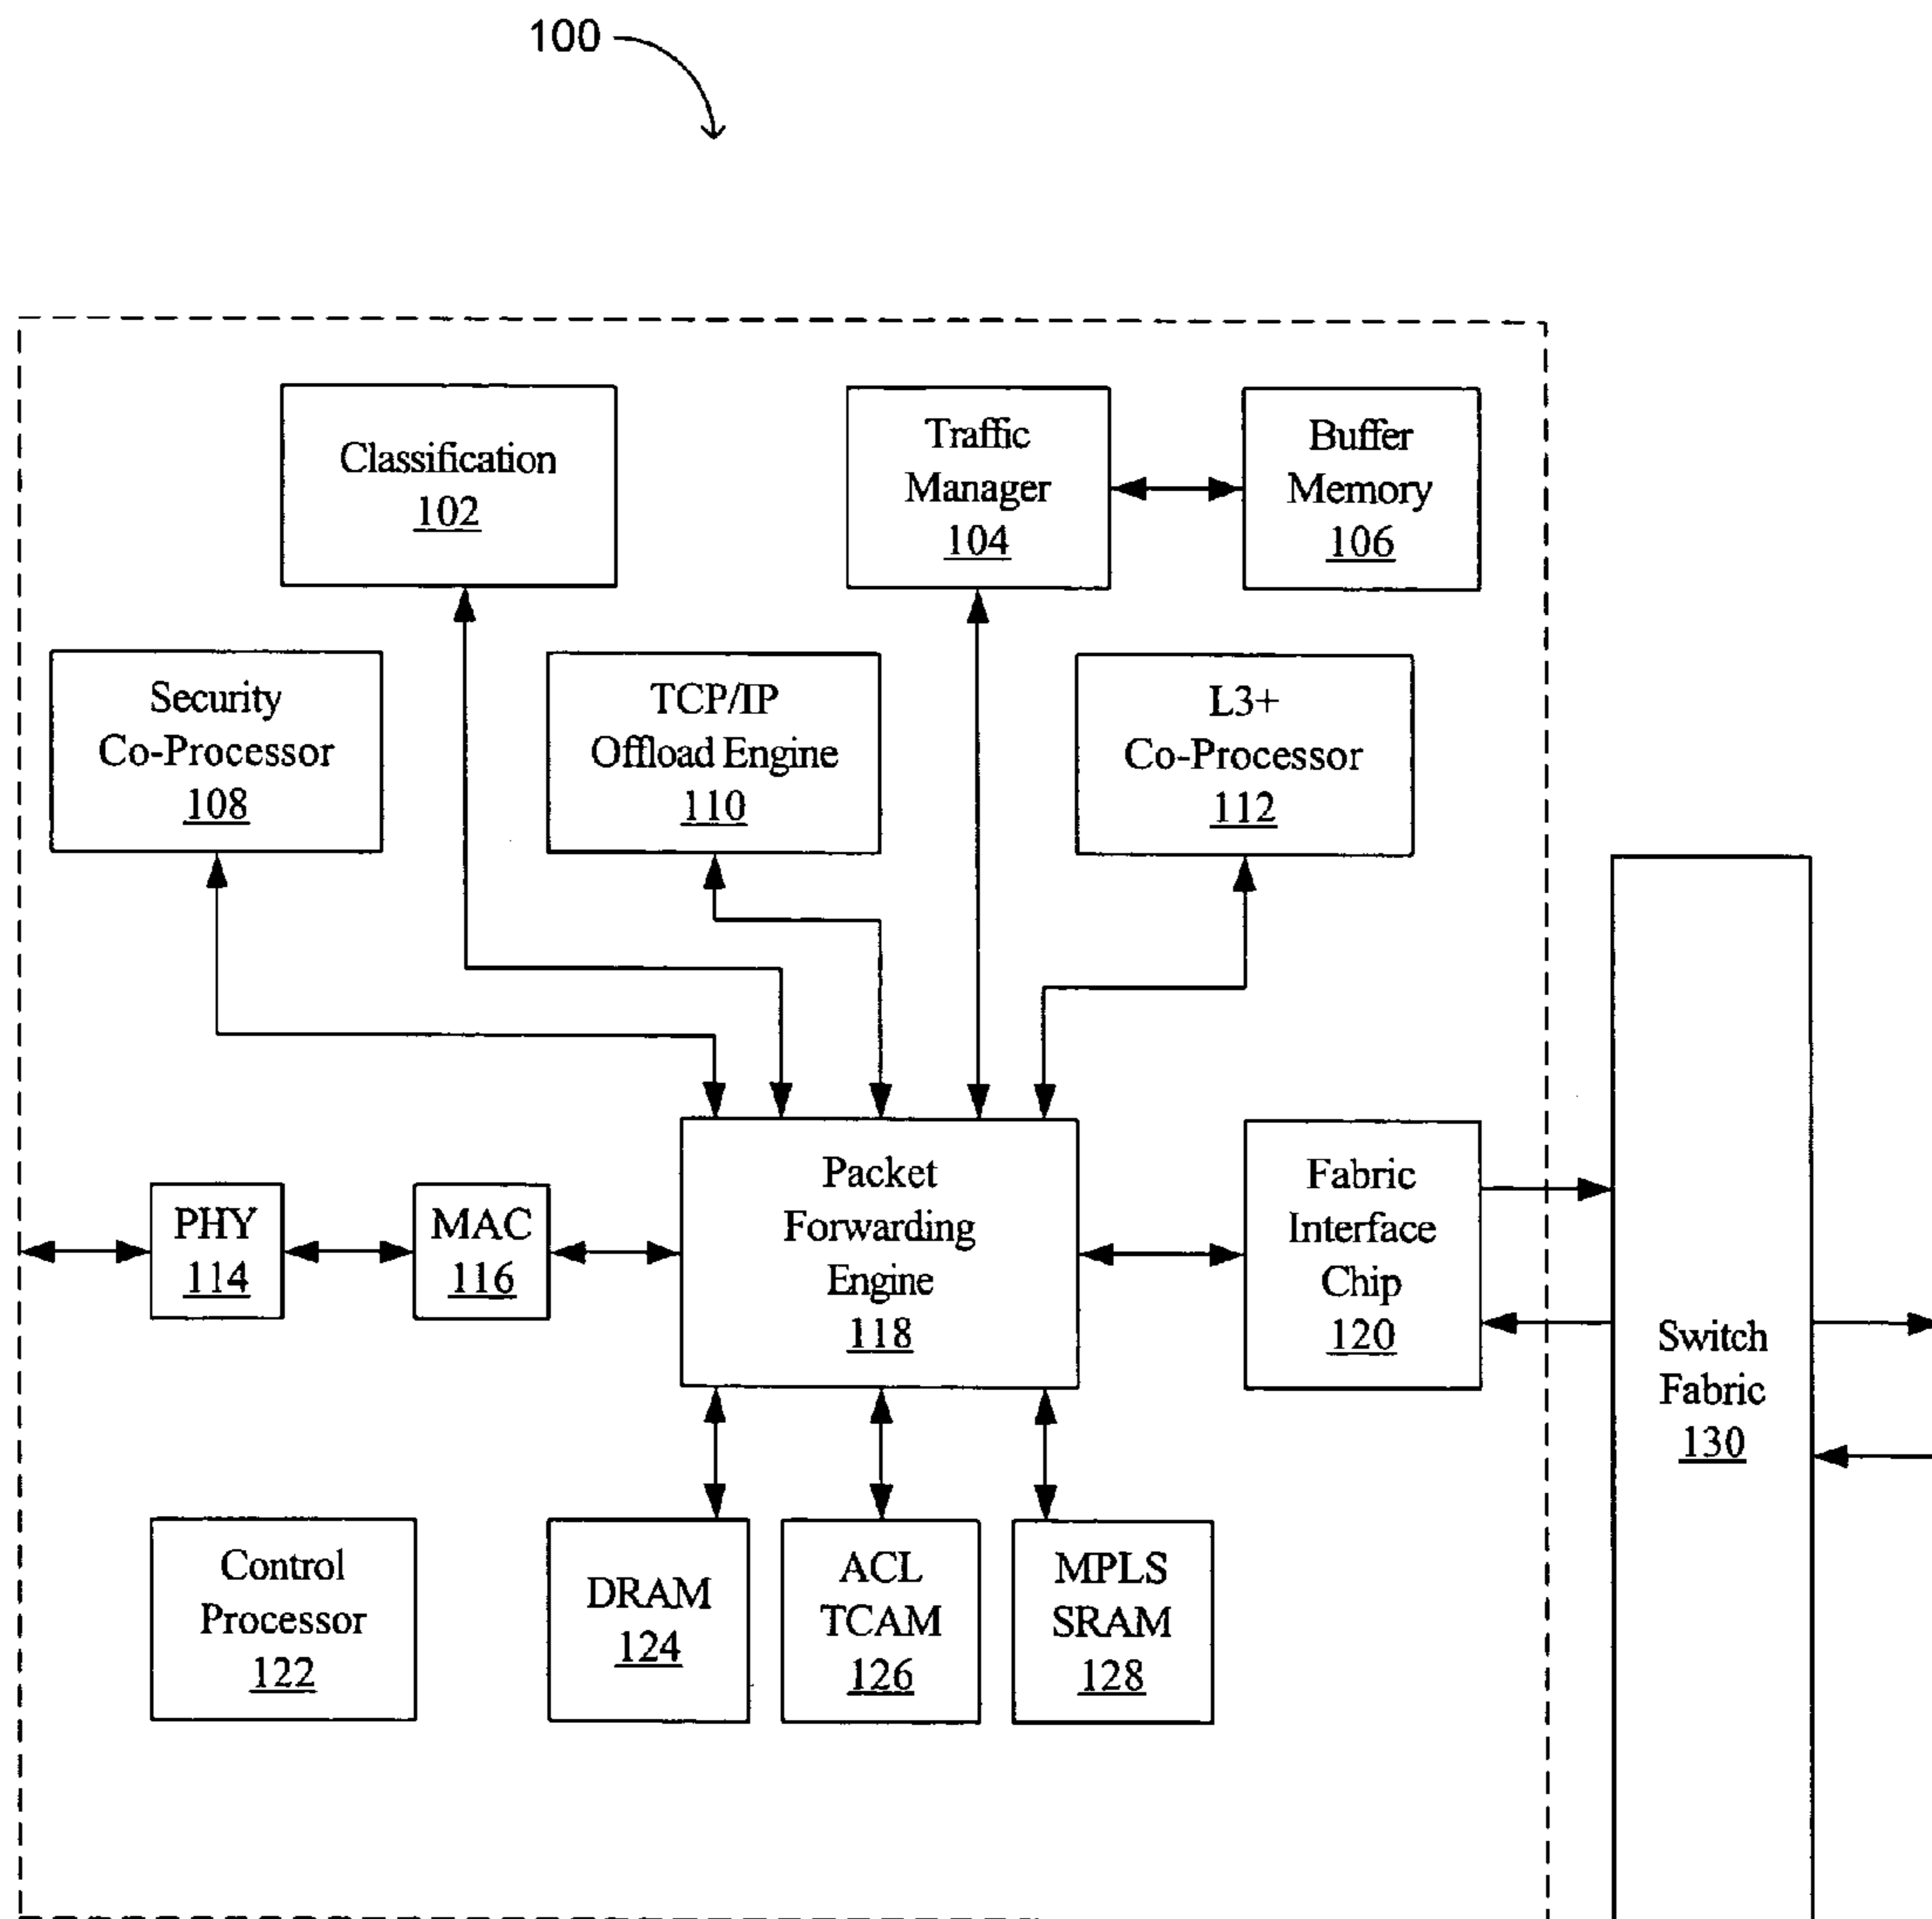 100
Classification
102
Traffic
Manager
104
Buffer
Memory
106
Security
Co-Processor
108
TCP/IP
Offload Engine
110
L3+
Co-Processor
112
PHY
114
MAC
116
Packet
Forwarding
Engine
118
Fabric
Interface
Chip
120
Switch
Fabric
130
Control
Processor
122
DRAM
124
ACL
TCAM
126
MPLS
SRAM
128